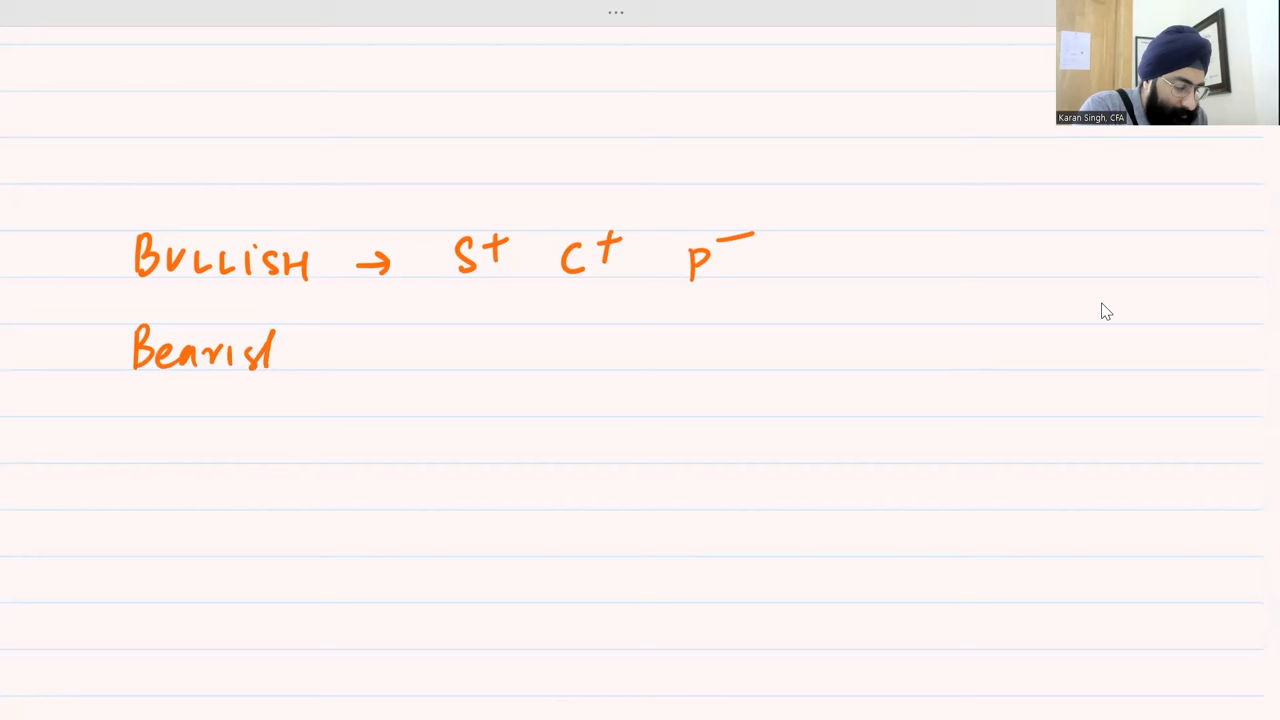 Karan Singh, CFA
BULLISH → S+ C+ P−
Bearish